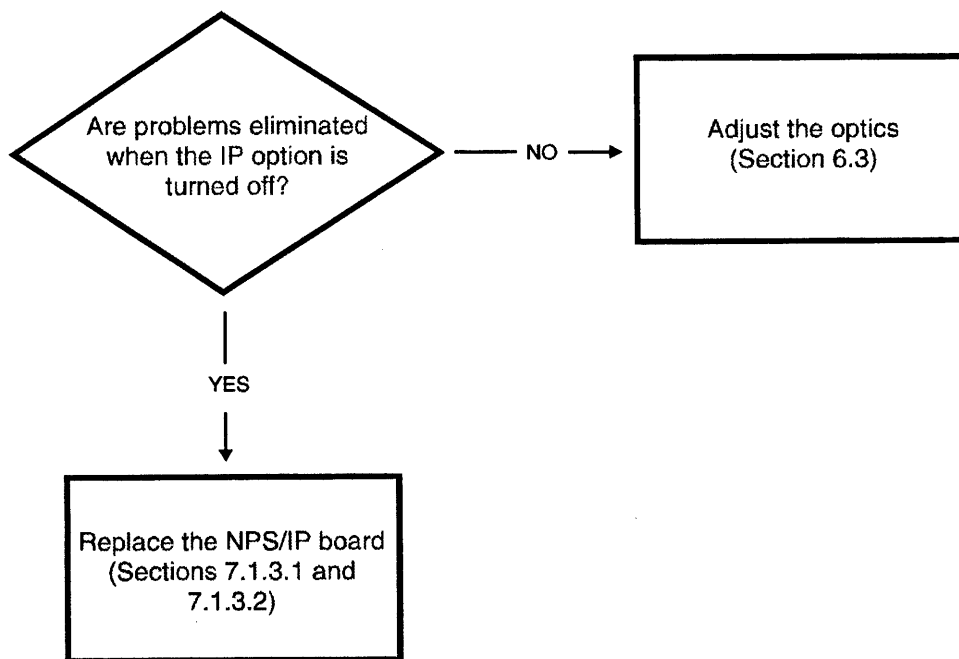 Are problems eliminated
when the IP option is
turned off?
NO
Adjust the optics
(Section 6.3)
YES
Replace the NPS/IP board
(Sections 7.1.3.1 and
7.1.3.2)